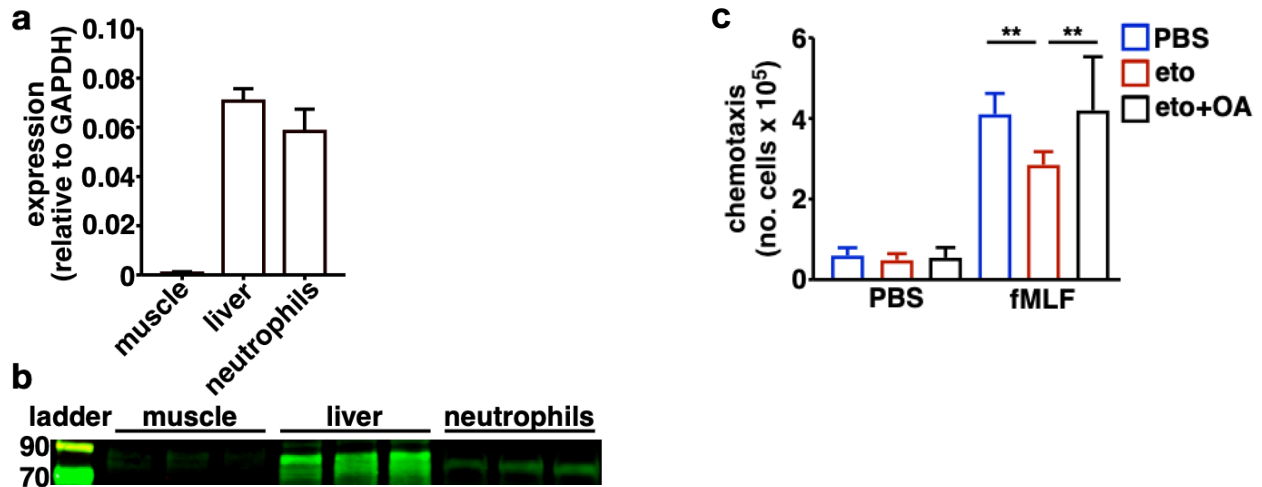 a
expression
(relative to GAPDH)
0.10
0.08
0.06
0.04
0.02
0
muscle
liver
neutrophils
b
ladder muscle liver neutrophils
90
70
c
chemotaxis
(no. cells x 10⁵)
6
4
2
0
** **
PBS
eto
eto+OA
PBS fMLF